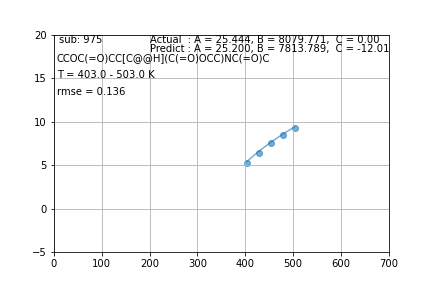 sub: 975
Actual : A = 25.444, B = 8079.771, C = 0.00
Predict : A = 25.200, B = 7813.789, C = -12.01
CCOC(=O)CC[C@@H](C(=O)OCC)NC(=O)C
T = 403.0 - 503.0 K
rmse = 0.136
20
15
10
5
0
−5
0 100 200 300 400 500 600 700